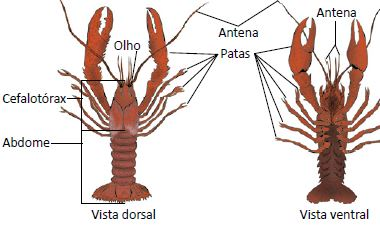 Antena
Antena
Olho
Patas
Cefalotórax
Abdome
Vista dorsal
Vista ventral